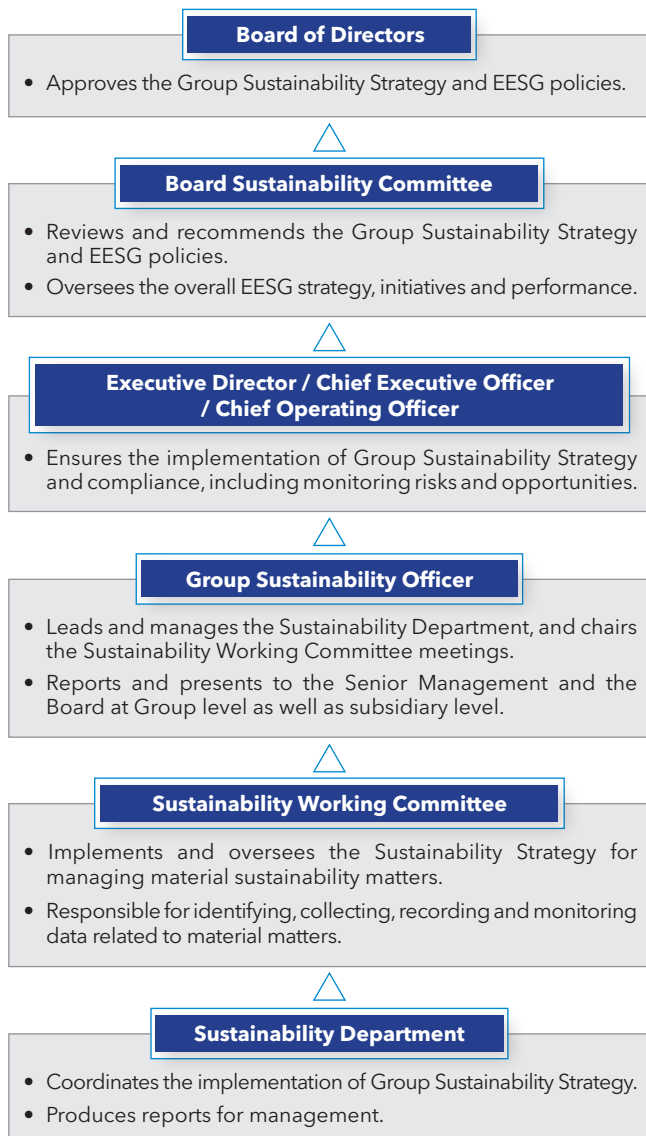 Board of Directors
• Approves the Group Sustainability Strategy and EESG policies.
Board Sustainability Committee
• Reviews and recommends the Group Sustainability Strategy
and EESG policies.
• Oversees the overall EESG strategy, initiatives and performance.
Executive Director / Chief Executive Officer
/ Chief Operating Officer
• Ensures the implementation of Group Sustainability Strategy
and compliance, including monitoring risks and opportunities.
Group Sustainability Officer
• Leads and manages the Sustainability Department, and chairs
the Sustainability Working Committee meetings.
• Reports and presents to the Senior Management and the
Board at Group level as well as subsidiary level.
Sustainability Working Committee
• Implements and oversees the Sustainability Strategy for
managing material sustainability matters.
• Responsible for identifying, collecting, recording and monitoring
data related to material matters.
Sustainability Department
• Coordinates the implementation of Group Sustainability Strategy.
• Produces reports for management.